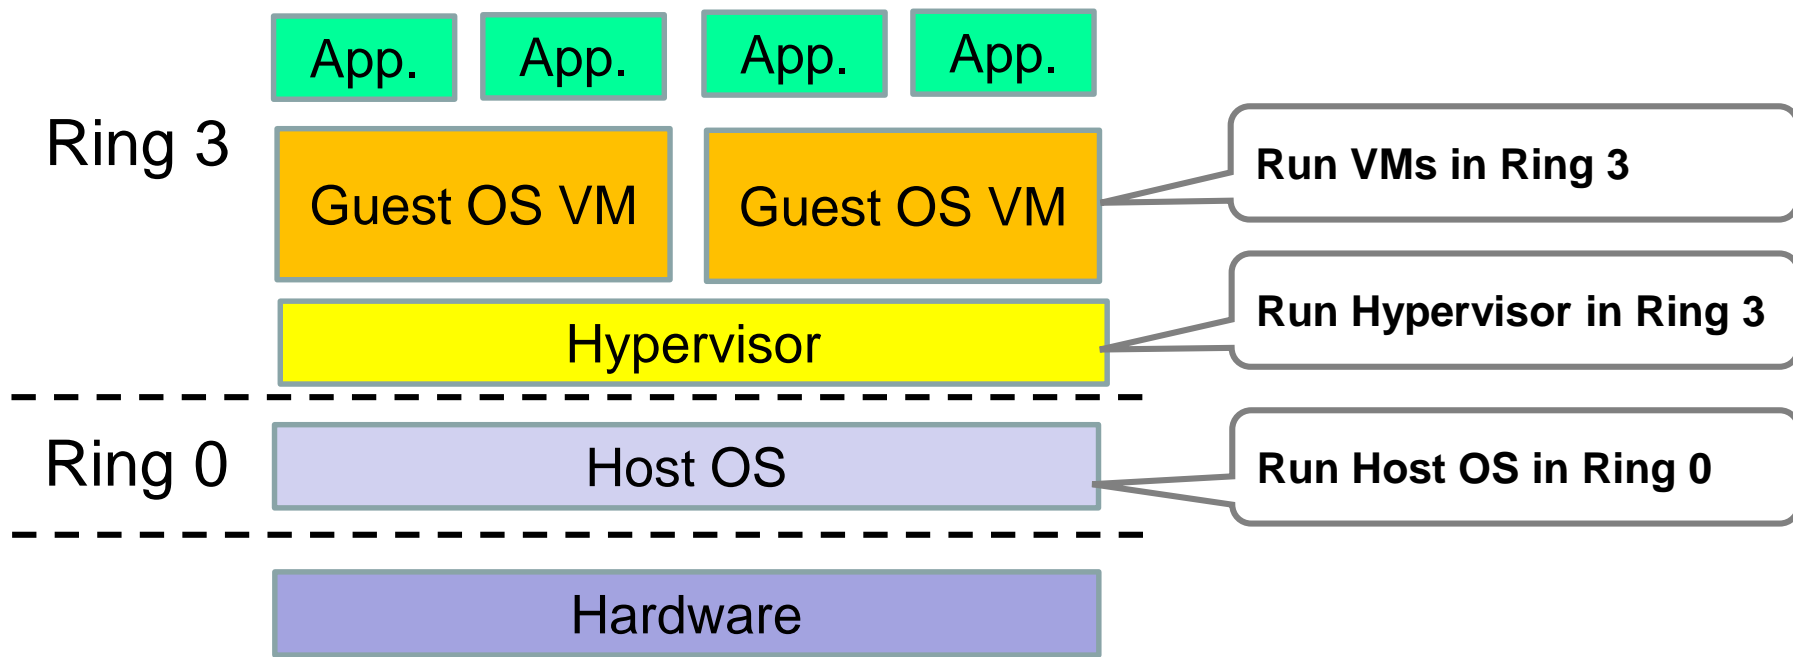 App. App. App. App.
Ring 3
Guest OS VM Guest OS VM
Run VMs in Ring 3
Hypervisor
Run Hypervisor in Ring 3
Ring 0
Host OS
Run Host OS in Ring 0
Hardware